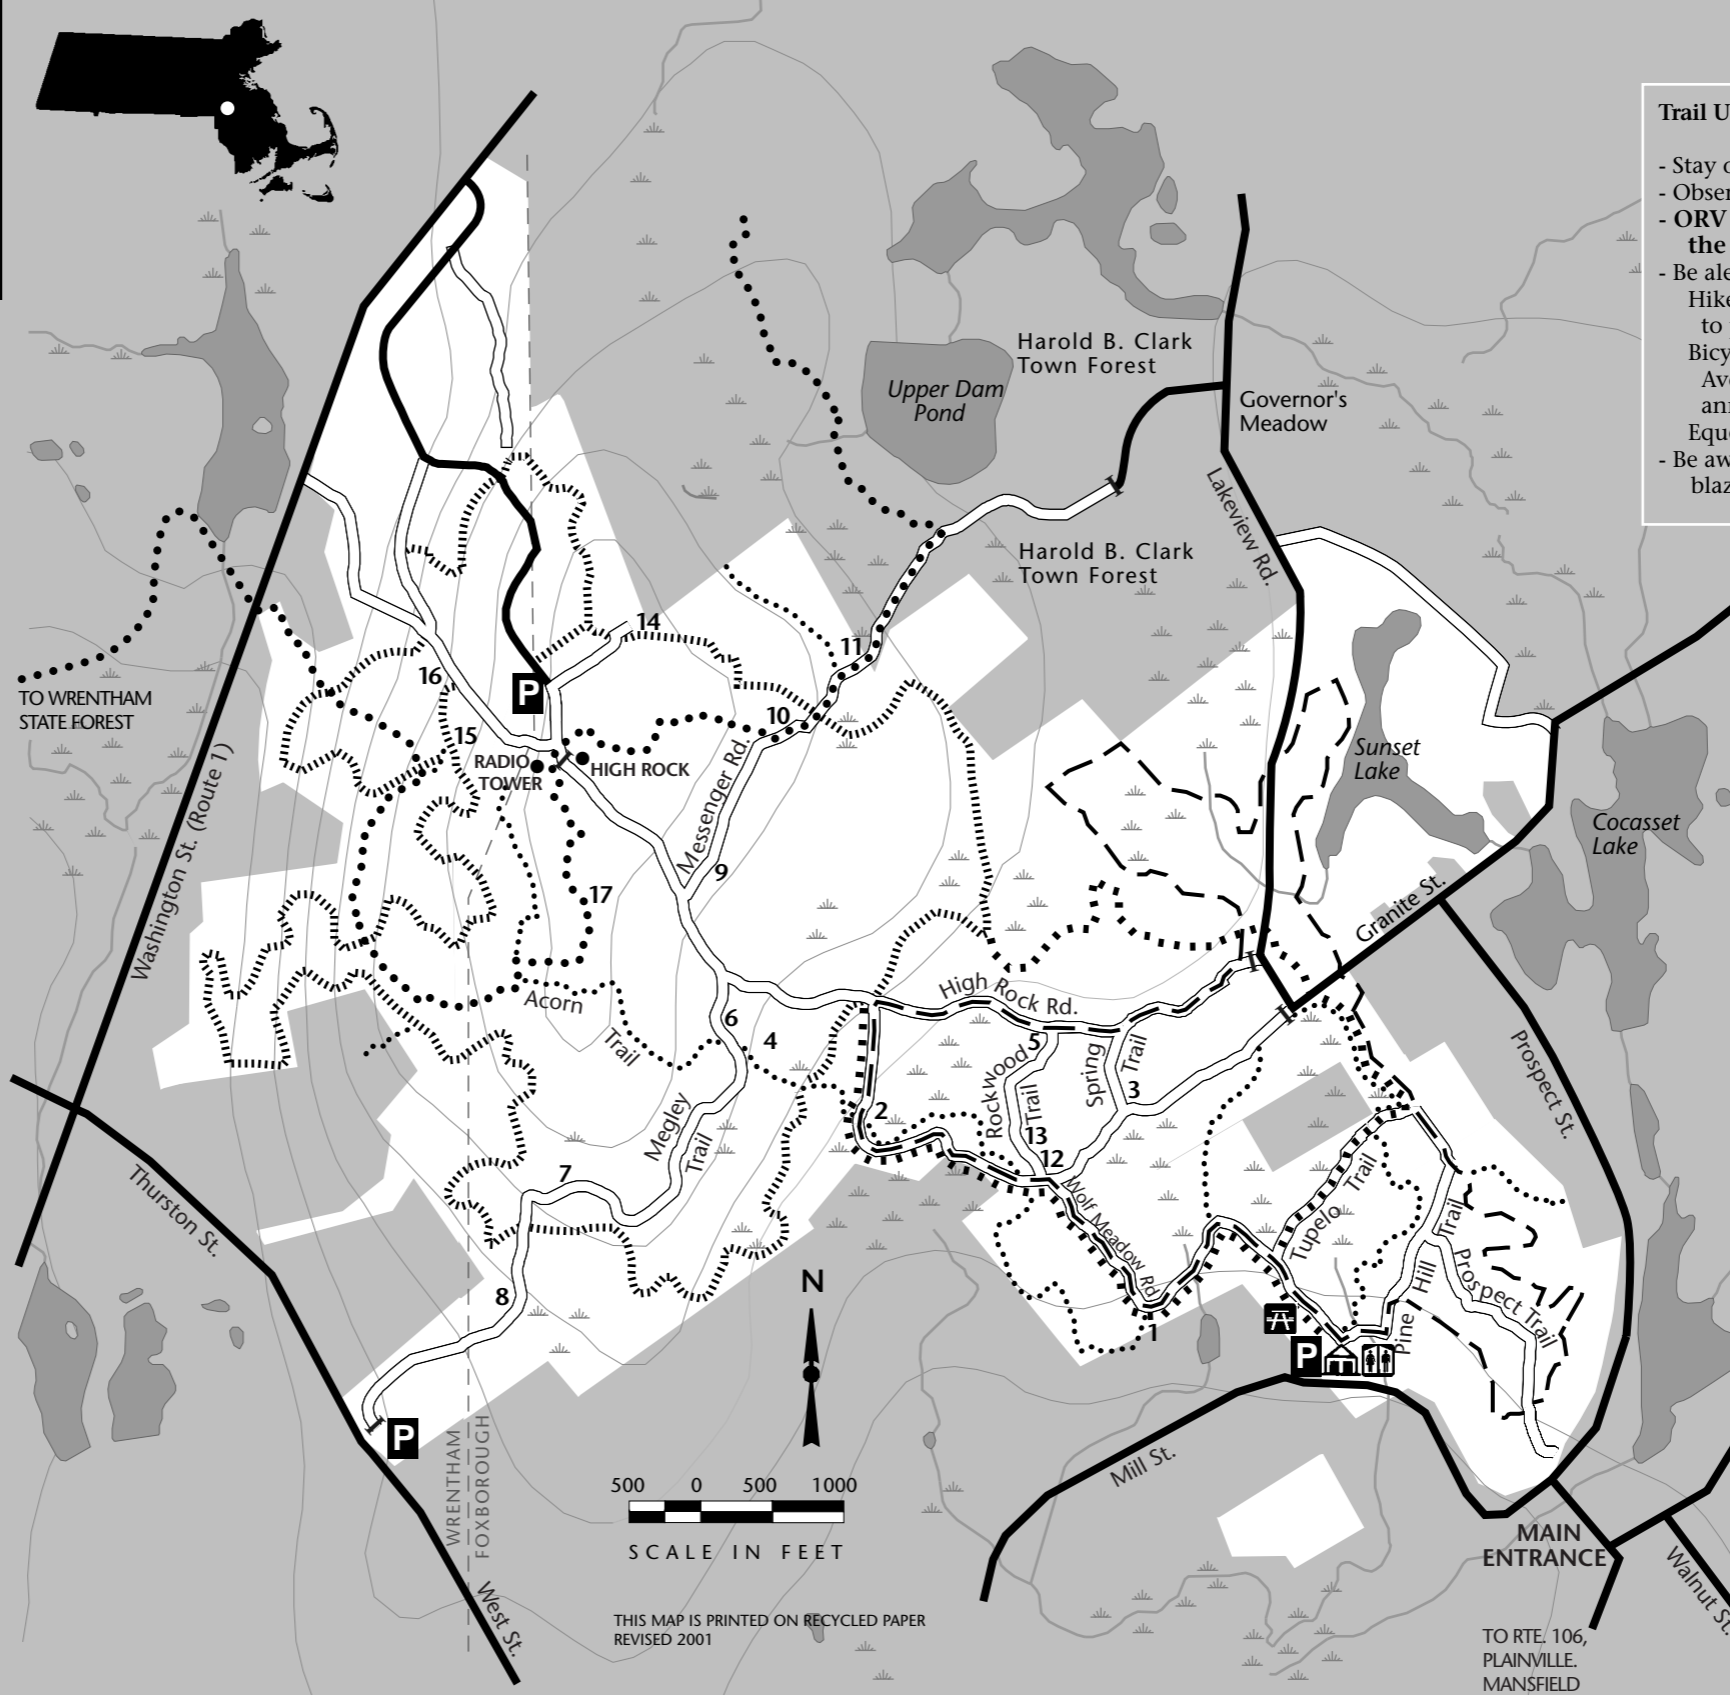 Trail U
- Stay o
- Obser
- ORV
the
- Be ale
Hike
to
Bicy
Av
ann
Eque
- Be aw
blaz
Harold B. Clark
Town Forest
Upper Dam
Pond
Governor's
Meadow
Lakeview Rd.
Harold B. Clark
Town Forest
14
11
16
P
TO WRENTHAM
STATE FOREST
10
15
RADIO
TOWER
HIGH ROCK
Messenger Rd.
Sunset
Lake
Cocasset
Lake
Washington St. (Route 1)
9
17
Granite St.
High Rock Rd.
Acorn
Trail
6
4
5
Rockwood
Trail
Spring
Trail
3
Prospect St.
2
13
12
Megley
Trail
Thurston St.
7
Wolf Meadow Rd.
Tupelo
Trail
8
N
1
Pine
Hill
Trail
Prospect Trail
P
P
WRENTHAM
FOXBOROUGH
Mill St.
500 0 500 1000
SCALE IN FEET
MAIN
ENTRANCE
Walnut St.
West St.
THIS MAP IS PRINTED ON RECYCLED PAPER
REVISED 2001
TO RTE. 106,
PLAINVILLE.
MANSFIELD